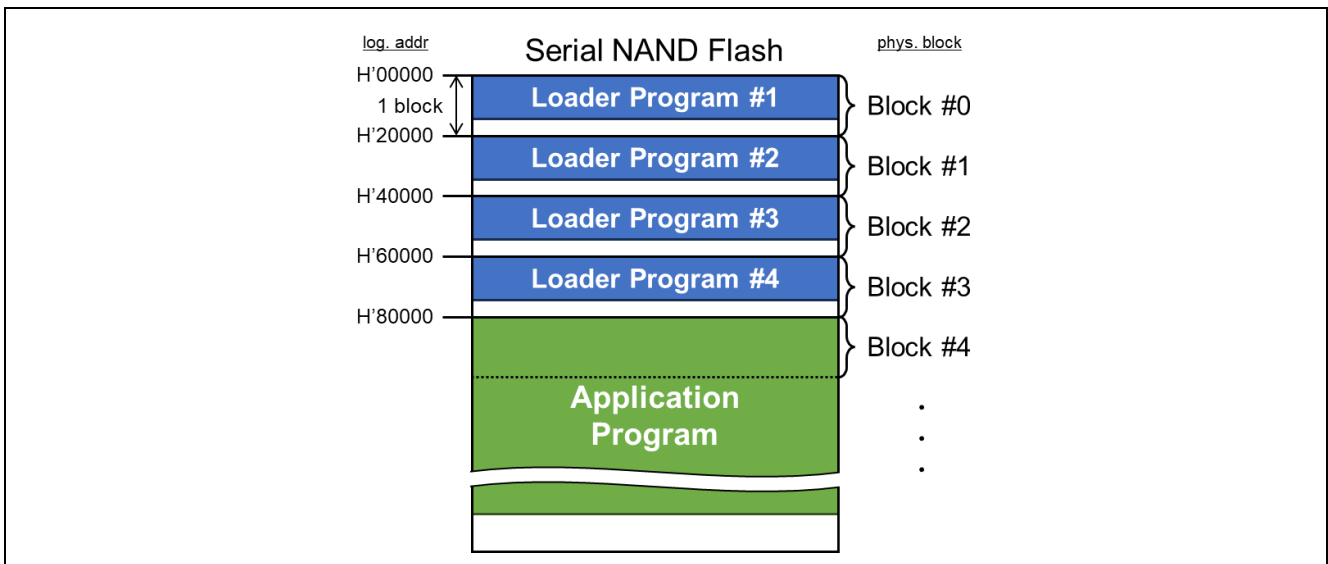 log. addr
Serial NAND Flash
phys. block
H’00000
Loader Program #1
1 block
Block #0
H’20000
Loader Program #2
Block #1
H’40000
Loader Program #3
Block #2
H’60000
Loader Program #4
Block #3
H’80000
Block #4
Application
Program